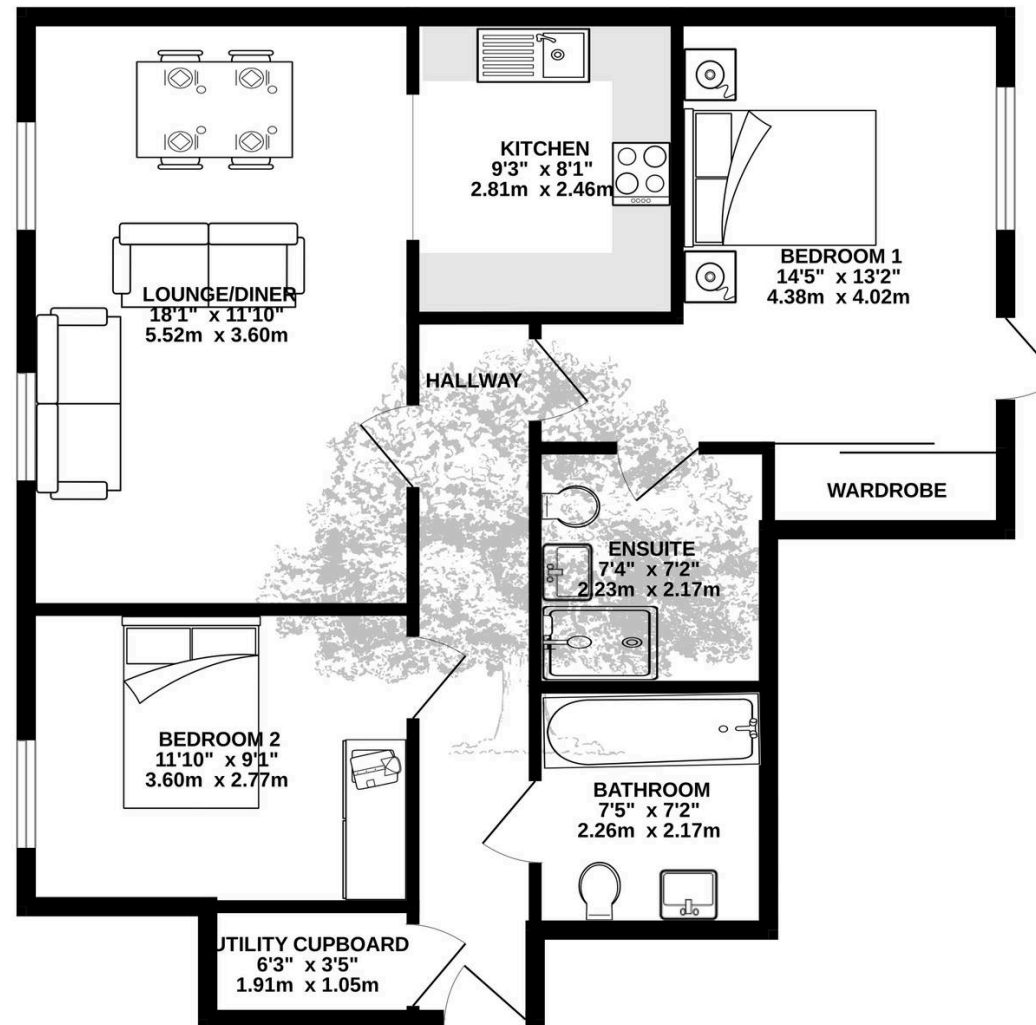 KITCHEN
9'3" x 8'1"
2.81m x 2.46m
BEDROOM 1
14'5" x 13'2"
4.38m x 4.02m
LOUNGE/DINER
18'1" x 11'10"
5.52m x 3.60m
HALLWAY
WARDROBE
ENSUITE
7'4" x 7'2"
2.23m x 2.17m
BEDROOM 2
11'10" x 9'1"
3.60m x 2.77m
BATHROOM
7'5" x 7'2"
2.26m x 2.17m
UTILITY CUPBOARD
6'3" x 3'5"
1.91m x 1.05m